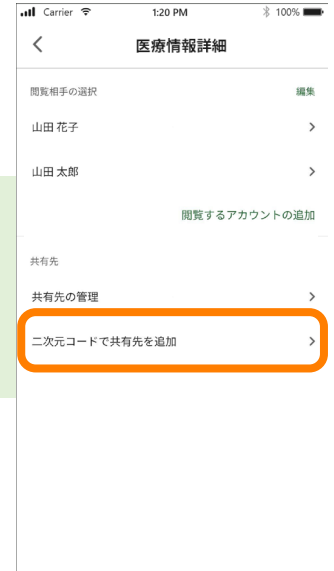 Carrier 1:20 PM 100%
医療情報詳細
閲覧相手の選択 編集
山田 花子
山田 太郎
閲覧するアカウントの追加
共有先
共有先の管理
二次元コードで共有先を追加